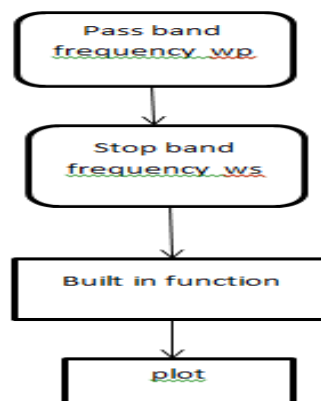 Pass band
frequency wp
Stop band
frequency ws
Built in function
plot